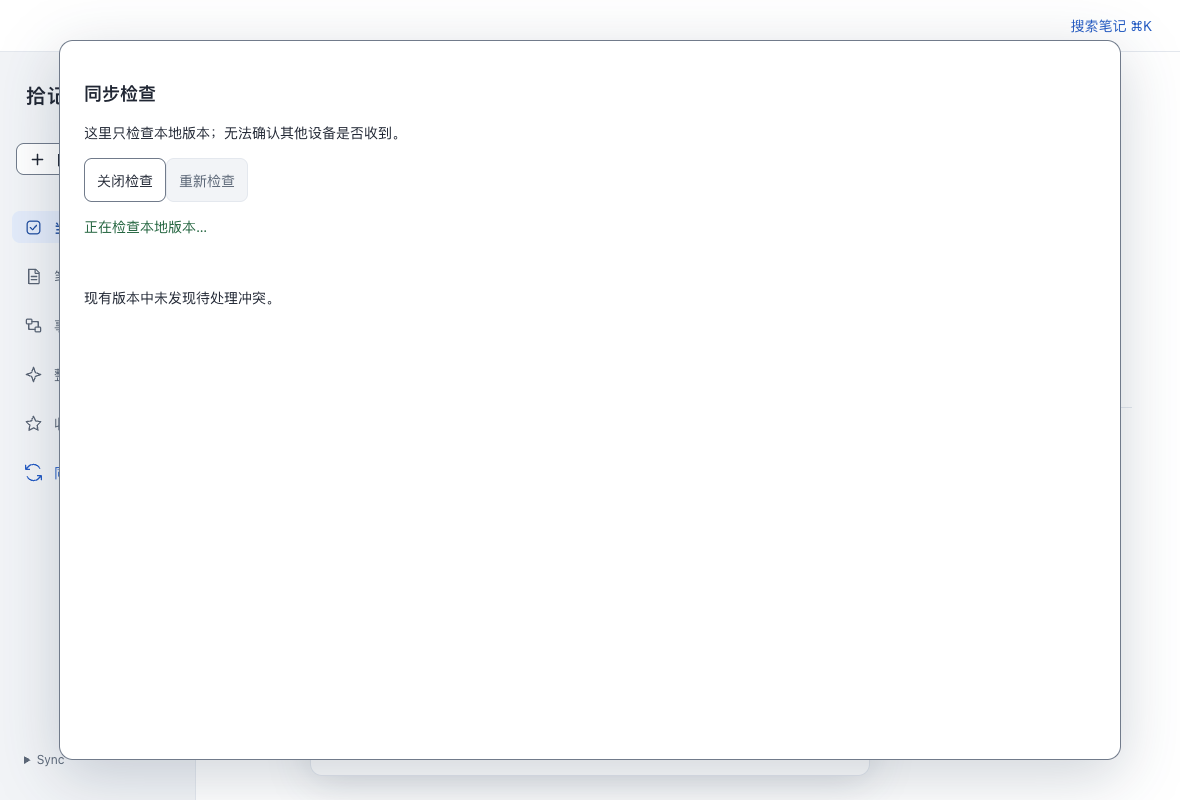 搜索笔记 ⌘K
拾记
同步检查
这里只检查本地版本；无法确认其他设备是否收到。
关闭检查 重新检查
正在检查本地版本...
现有版本中未发现待处理冲突。
Sync